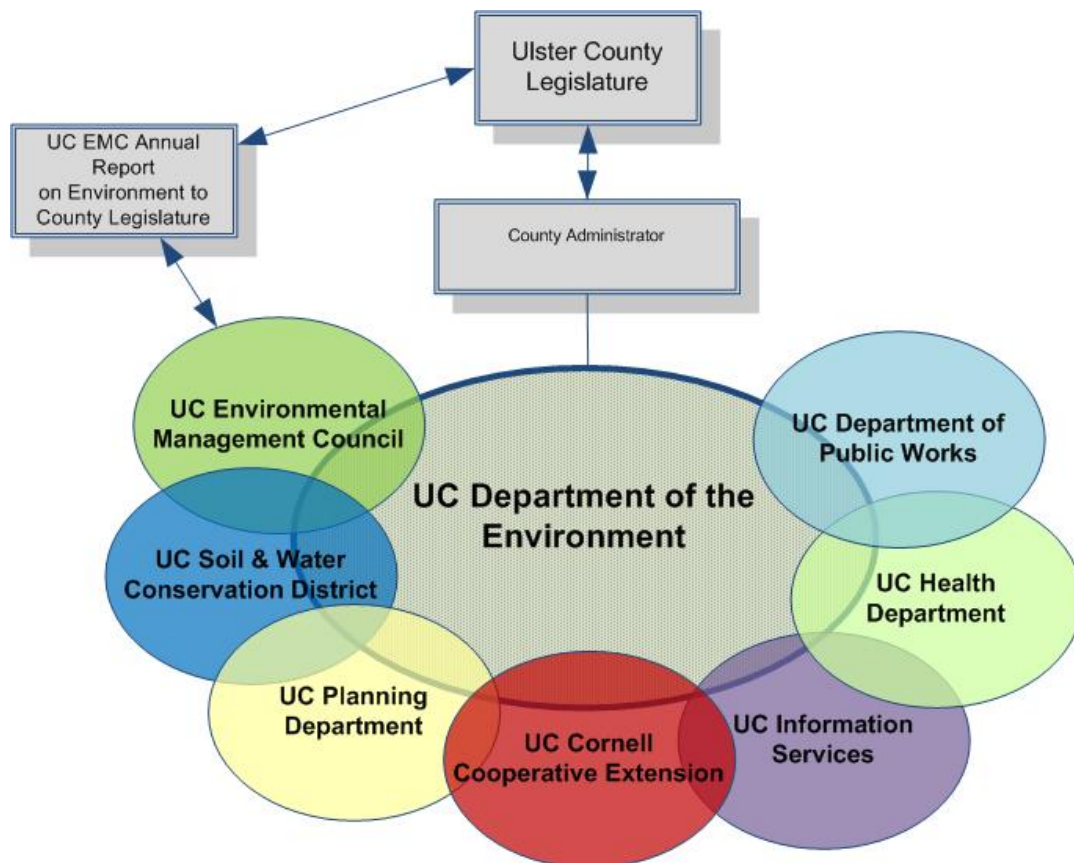 Ulster County
Legislature
UC EMC Annual
Report
on Environment to
County Legislature
County Administrator
UC Environmental
Management Council
UC Department of
Public Works
UC Department of the
Environment
UC Soil & Water
Conservation District
UC Health
Department
UC Planning
Department
UC Cornell
Cooperative Extension
UC Information
Services